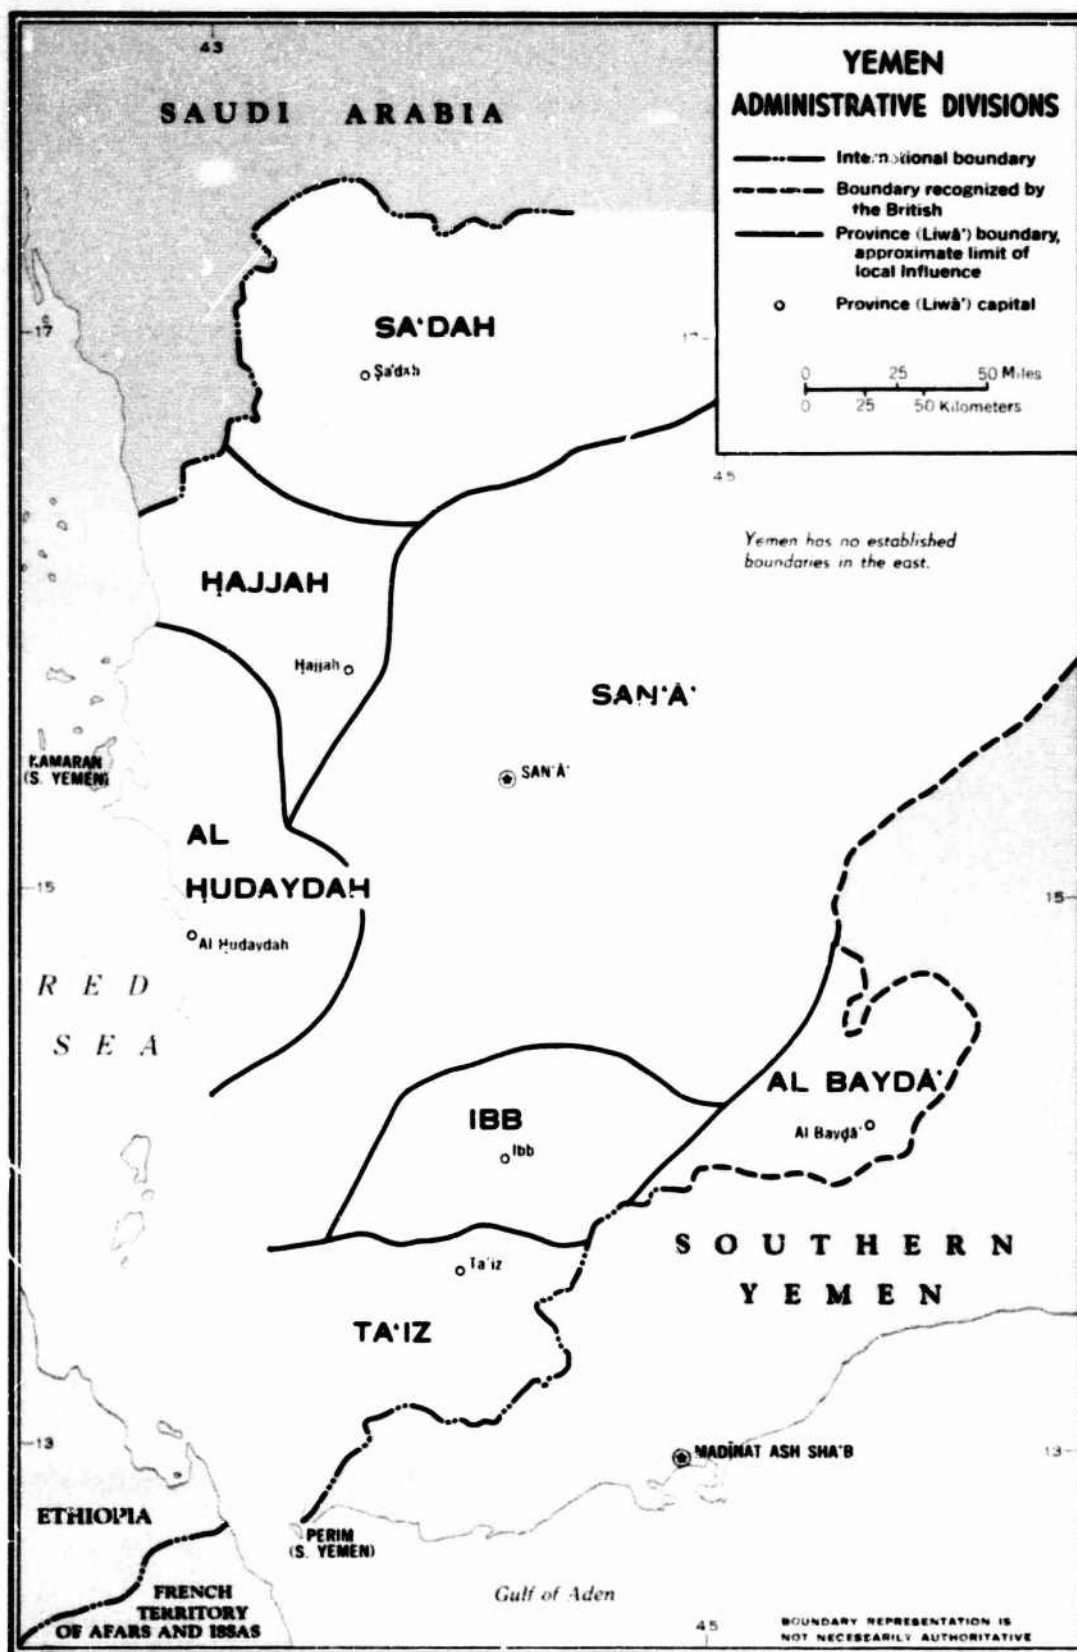 43
SAUDI ARABIA
YEMEN
ADMINISTRATIVE DIVISIONS
International boundary
Boundary recognized by
the British
Province (Liwā') boundary,
approximate limit of
local Influence
Province (Liwā') capital
0 25 50 Miles
0 25 50 Kilometers
17
17
SA'DAH
Ṣa'dah
45
Yemen has no established
boundaries in the east.
ḤAJJAH
Ḥajjah
SAN'Ā'
KAMARAN
(S. YEMEN)
SAN'Ā'
AL
ḤUDAYDAH
15
15
Al Ḥudaydah
RED
SEA
AL BAYDĀ'
Al Bayḍā'
IBB
Ibb
SOUTHERN
YEMEN
Ta'iz
TA'IZ
13
13
MADĪNAT ASH SHA'B
ETHIOPIA
PERIM
(S. YEMEN)
FRENCH
TERRITORY
OF AFARS AND ISSAS
Gulf of Aden
45
BOUNDARY REPRESENTATION IS
NOT NECESSARILY AUTHORITATIVE